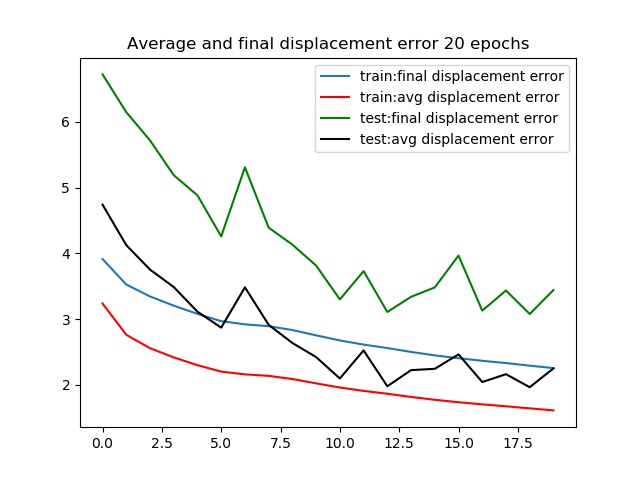 Average and final displacement error 20 epochs
train:final displacement error
train:avg displacement error
test:final displacement error
test:avg displacement error
6
5
4
3
2
0.0 2.5 5.0 7.5 10.0 12.5 15.0 17.5